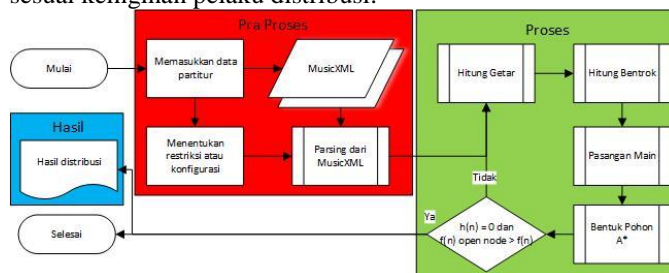 sesuai keinginan pelaku distribusi.
Pra Proses
Proses
Mulai
Memasukkan data
partitur
MusicXML
Hitung Getar
Hitung Bentrok
Hasil
Hasil distribusi
Menentukan
restriksi atau
konfigurasi
Parsing dari
MusicXML
Pasangan Main
Tidak
Ya
h(n) = 0 dan
f(n) open node > f(n)
Bentuk Pohon
A*
Selesai